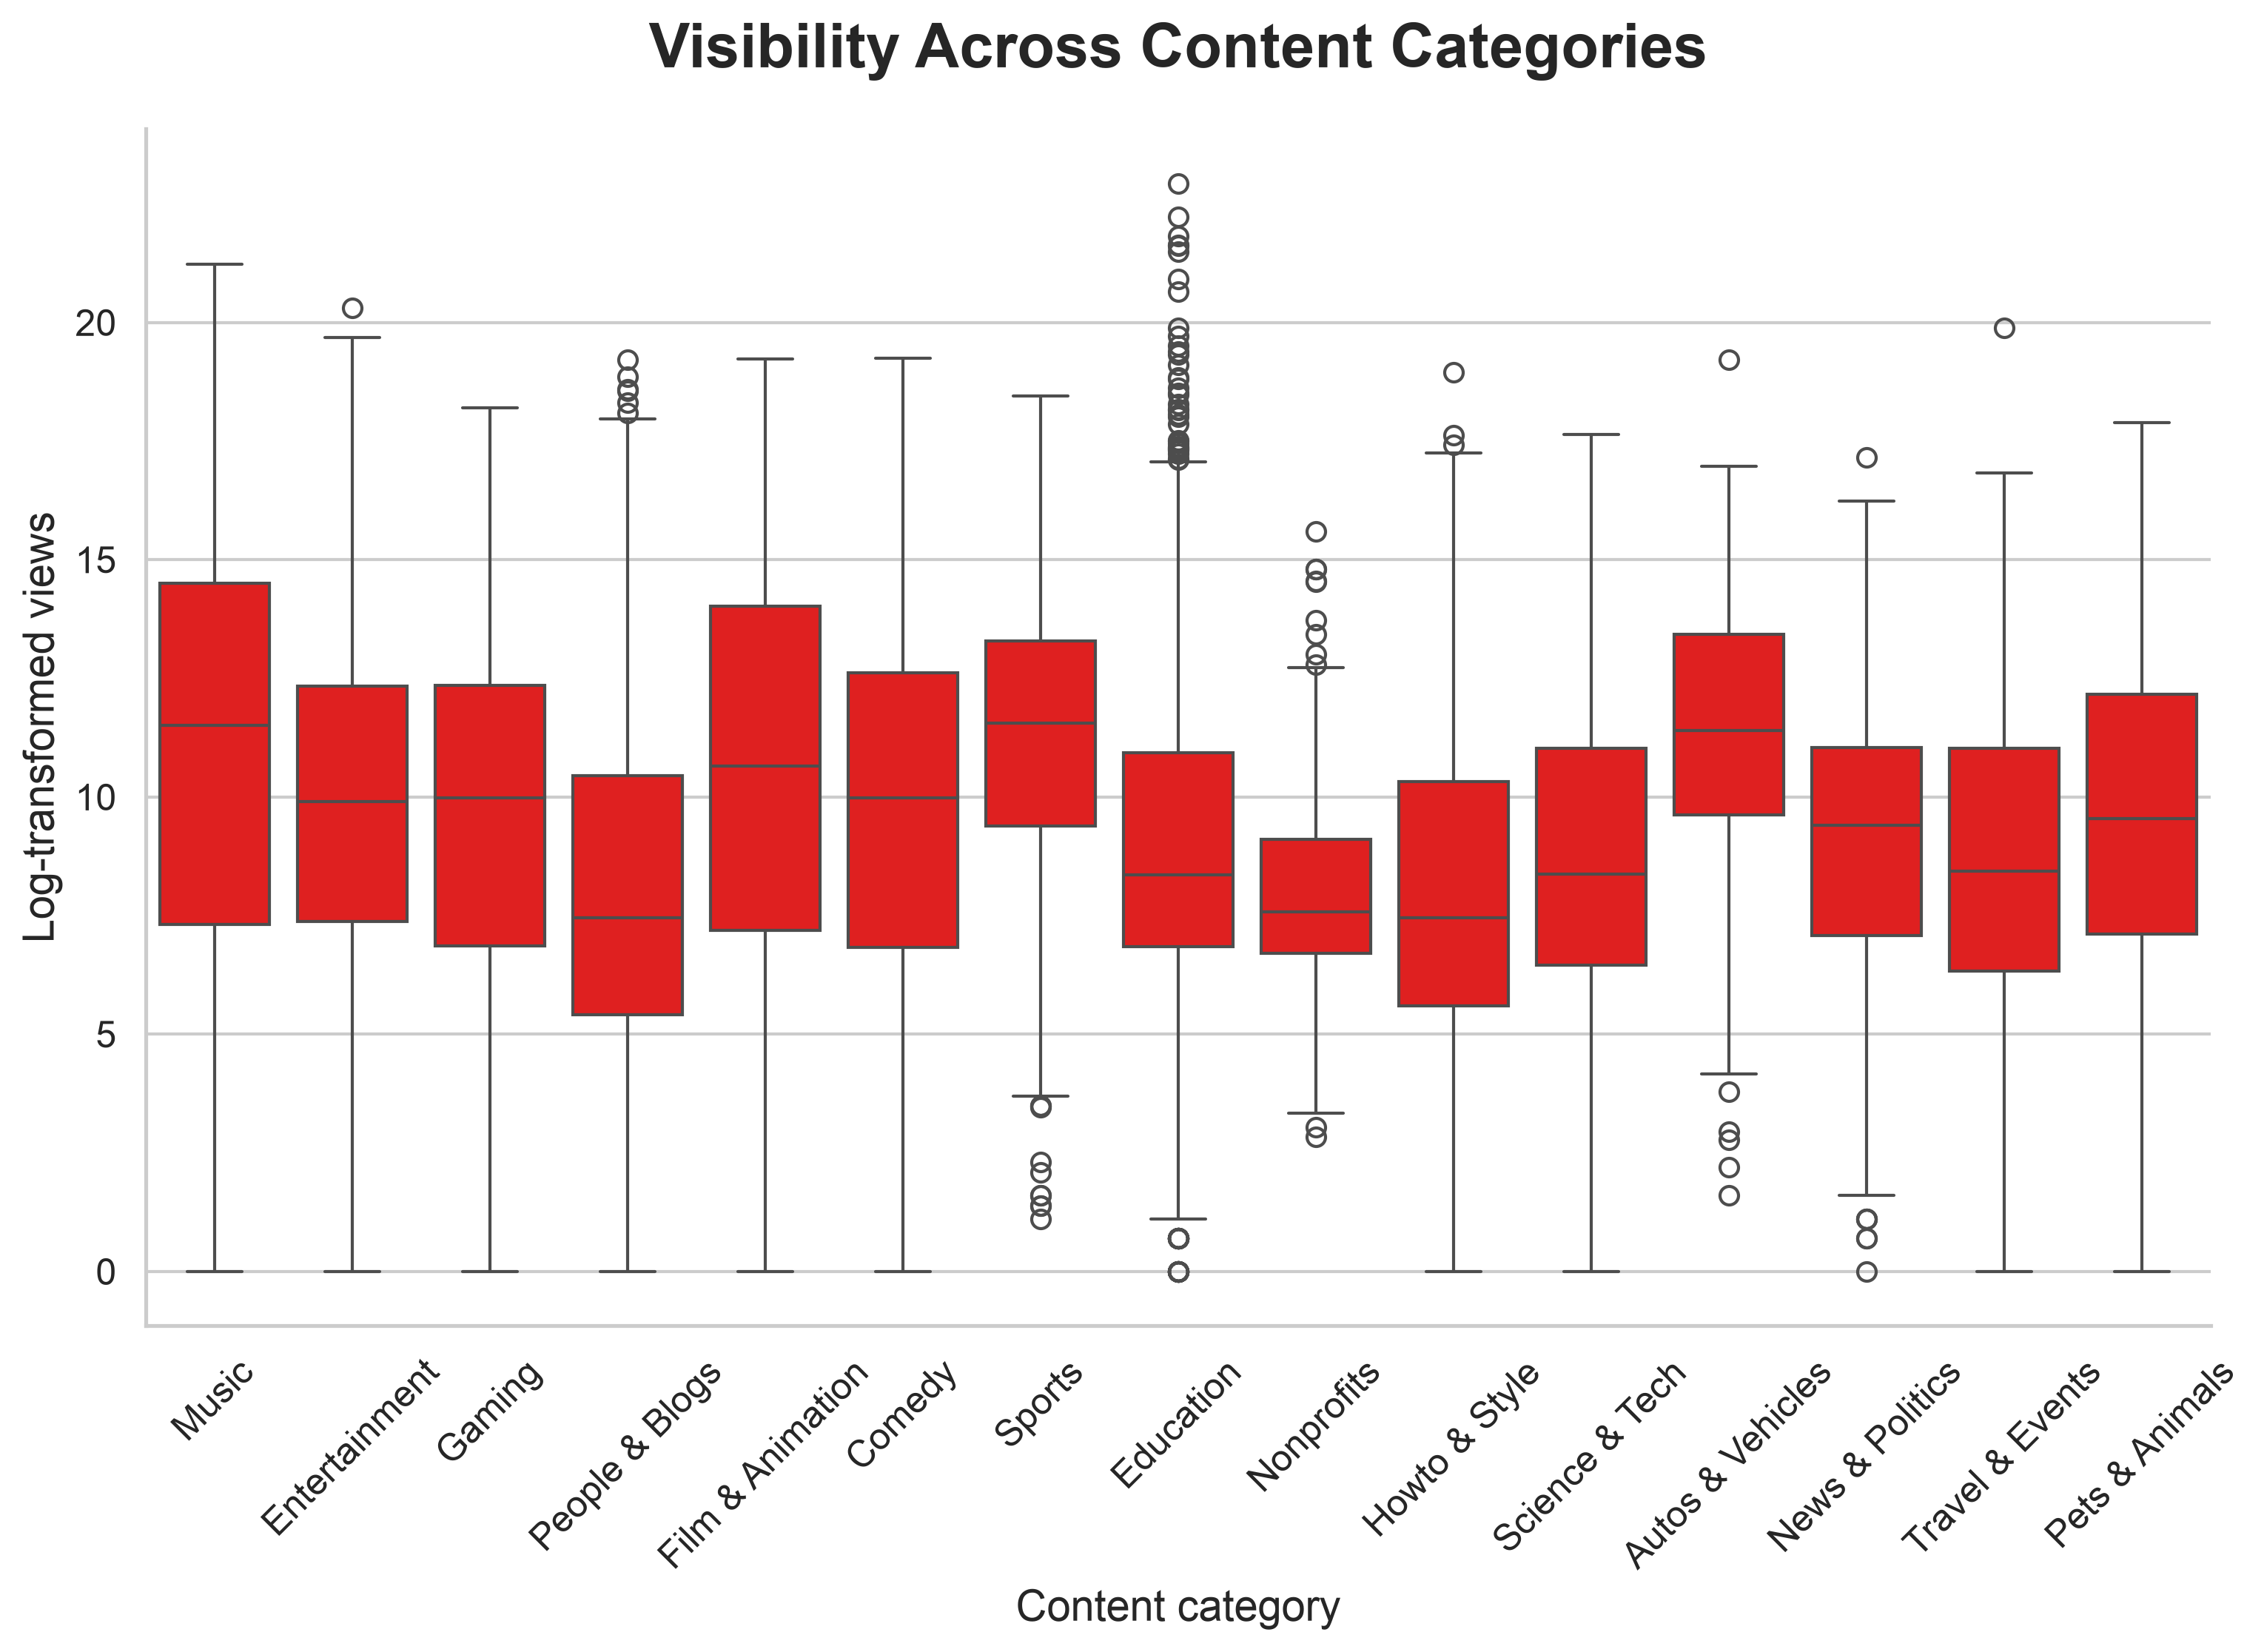 Visibility Across Content Categories
Log-transformed views
20
15
10
5
0
Music
Entertainment
Gaming
People & Blogs
Film & Animation
Comedy
Sports
Education
Nonprofits
Howto & Style
Science & Tech
Autos & Vehicles
News & Politics
Travel & Events
Pets & Animals
Content category